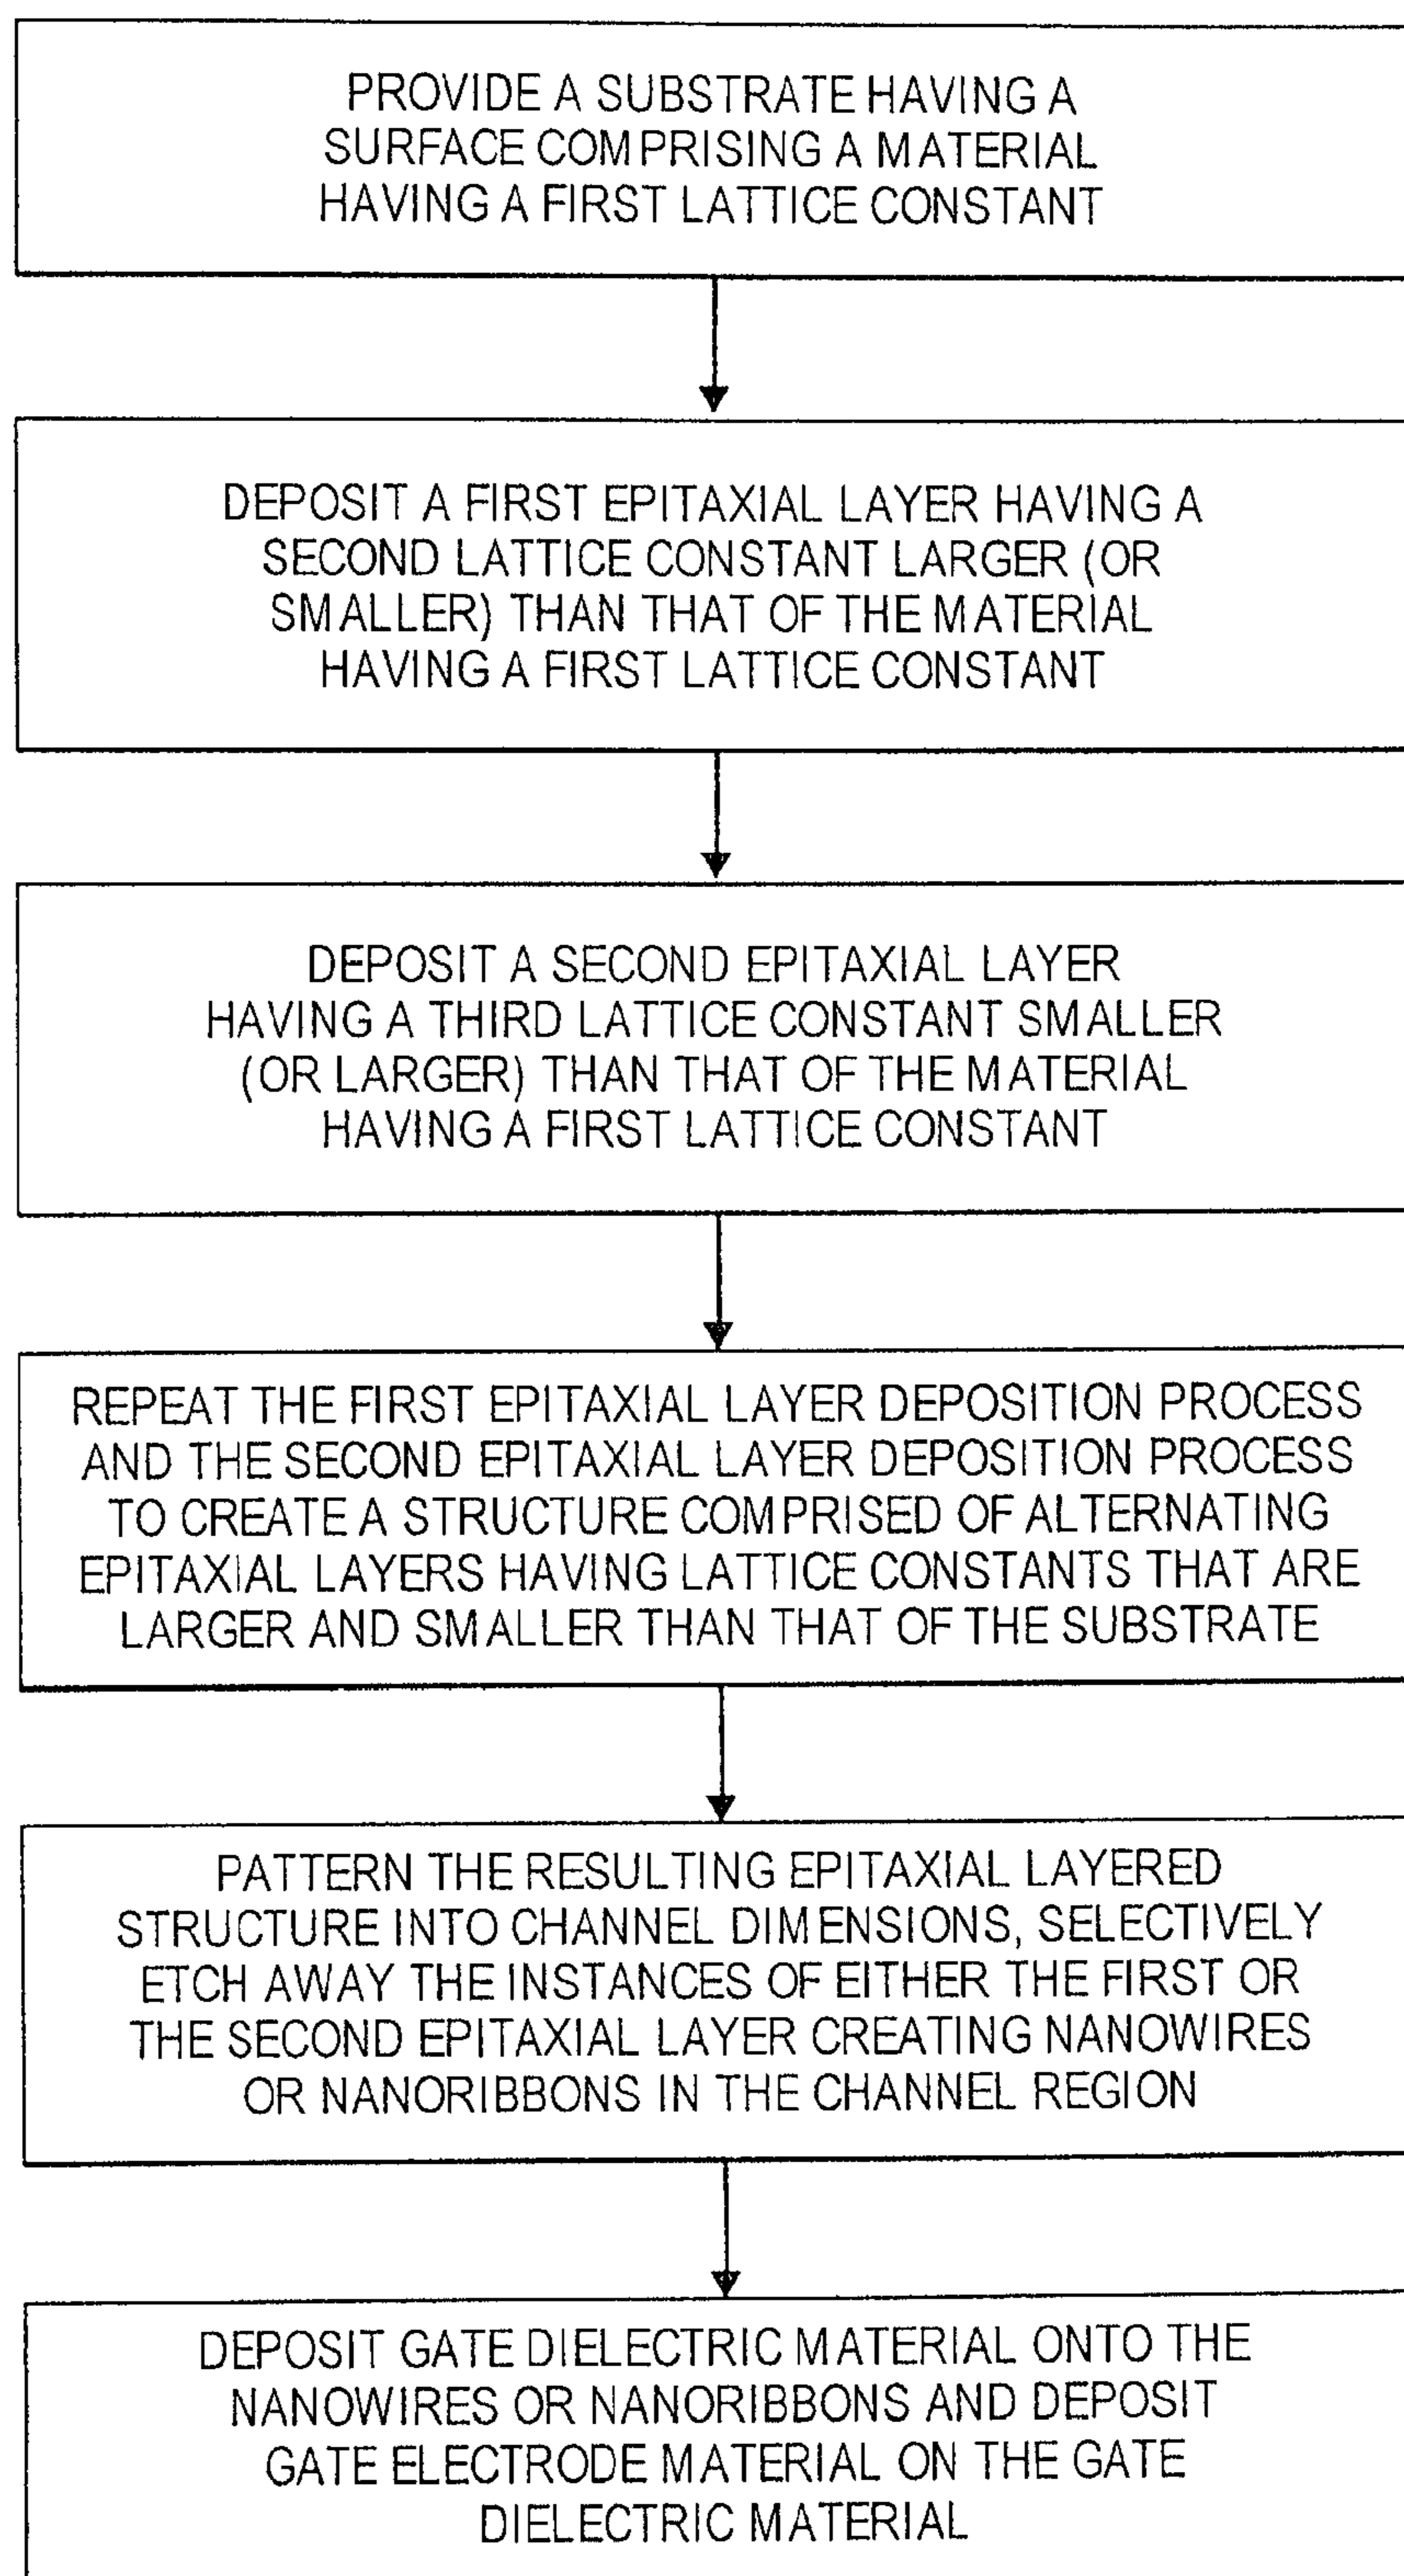 PROVIDE A SUBSTRATE HAVING A
SURFACE COMPRISING A MATERIAL
HAVING A FIRST LATTICE CONSTANT
DEPOSIT A FIRST EPITAXIAL LAYER HAVING A
SECOND LATTICE CONSTANT LARGER (OR
SMALLER) THAN THAT OF THE MATERIAL
HAVING A FIRST LATTICE CONSTANT
DEPOSIT A SECOND EPITAXIAL LAYER
HAVING A THIRD LATTICE CONSTANT SMALLER
(OR LARGER) THAN THAT OF THE MATERIAL
HAVING A FIRST LATTICE CONSTANT
REPEAT THE FIRST EPITAXIAL LAYER DEPOSITION PROCESS
AND THE SECOND EPITAXIAL LAYER DEPOSITION PROCESS
TO CREATE A STRUCTURE COMPRISED OF ALTERNATING
EPITAXIAL LAYERS HAVING LATTICE CONSTANTS THAT ARE
LARGER AND SMALLER THAN THAT OF THE SUBSTRATE
PATTERN THE RESULTING EPITAXIAL LAYERED
STRUCTURE INTO CHANNEL DIMENSIONS, SELECTIVELY
ETCH AWAY THE INSTANCES OF EITHER THE FIRST OR
THE SECOND EPITAXIAL LAYER CREATING NANOWIRES
OR NANORIBBONS IN THE CHANNEL REGION
DEPOSIT GATE DIELECTRIC MATERIAL ONTO THE
NANOWIRES OR NANORIBBONS AND DEPOSIT
GATE ELECTRODE MATERIAL ON THE GATE
DIELECTRIC MATERIAL